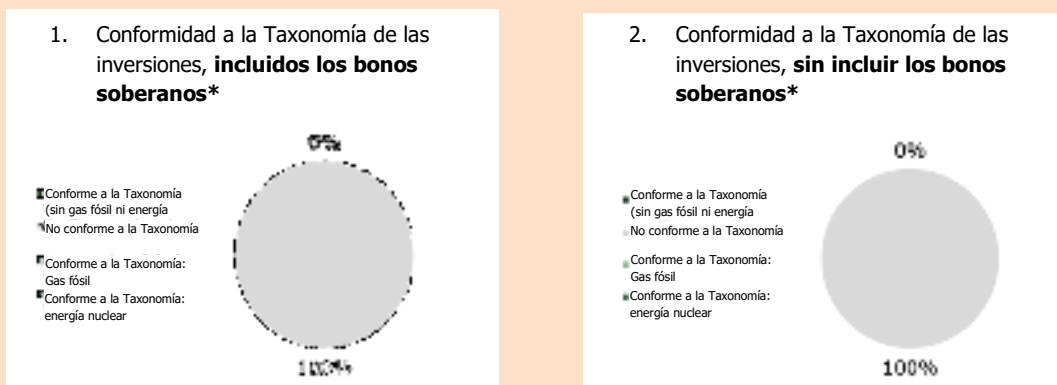 1. Conformidad a la Taxonomía de las
inversiones, incluidos los bonos
soberanos*
0%
Conforme a la Taxonomía
(sin gas fósil ni energía
No conforme a la Taxonomía
Conforme a la Taxonomía:
Gas fósil
Conforme a la Taxonomía:
energía nuclear
100%
2. Conformidad a la Taxonomía de las
inversiones, sin incluir los bonos
soberanos*
0%
Conforme a la Taxonomía
(sin gas fósil ni energía
No conforme a la Taxonomía
Conforme a la Taxonomía:
Gas fósil
Conforme a la Taxonomía:
energía nuclear
100%